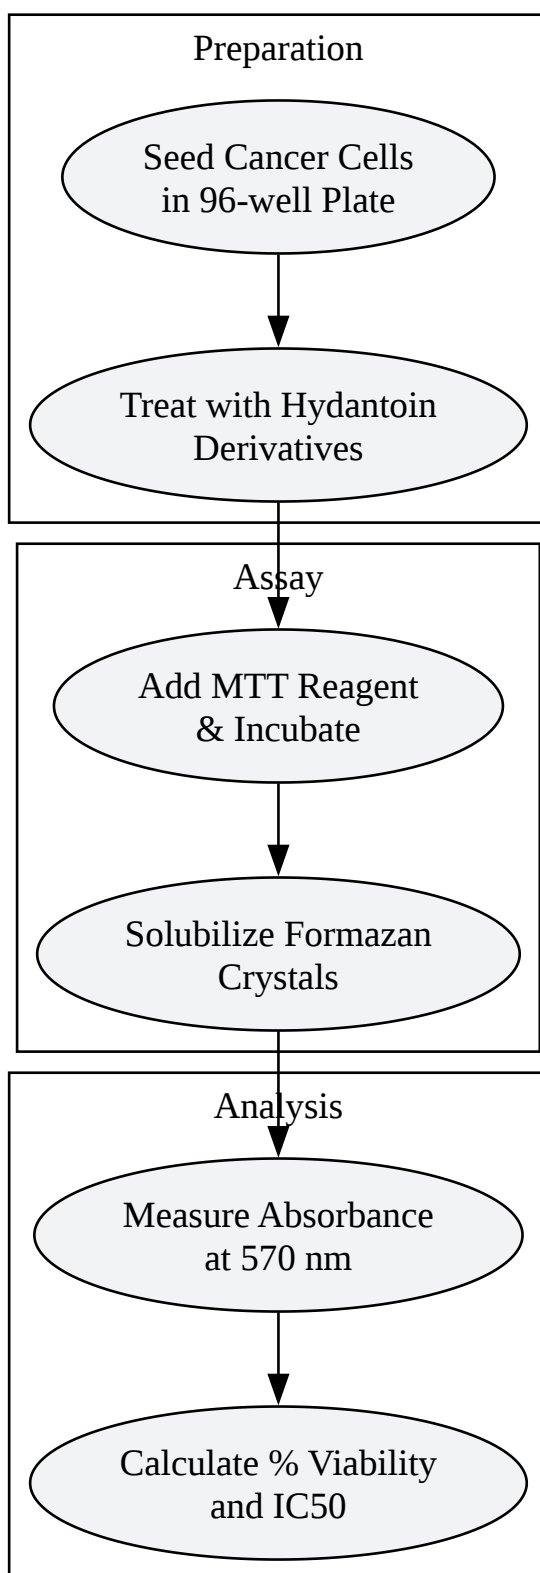 Preparation
Seed Cancer Cells
in 96-well Plate
Treat with Hydantoin
Derivatives
Assay
Add MTT Reagent
& Incubate
Solubilize Formazan
Crystals
Analysis
Measure Absorbance
at 570 nm
Calculate % Viability
and IC50